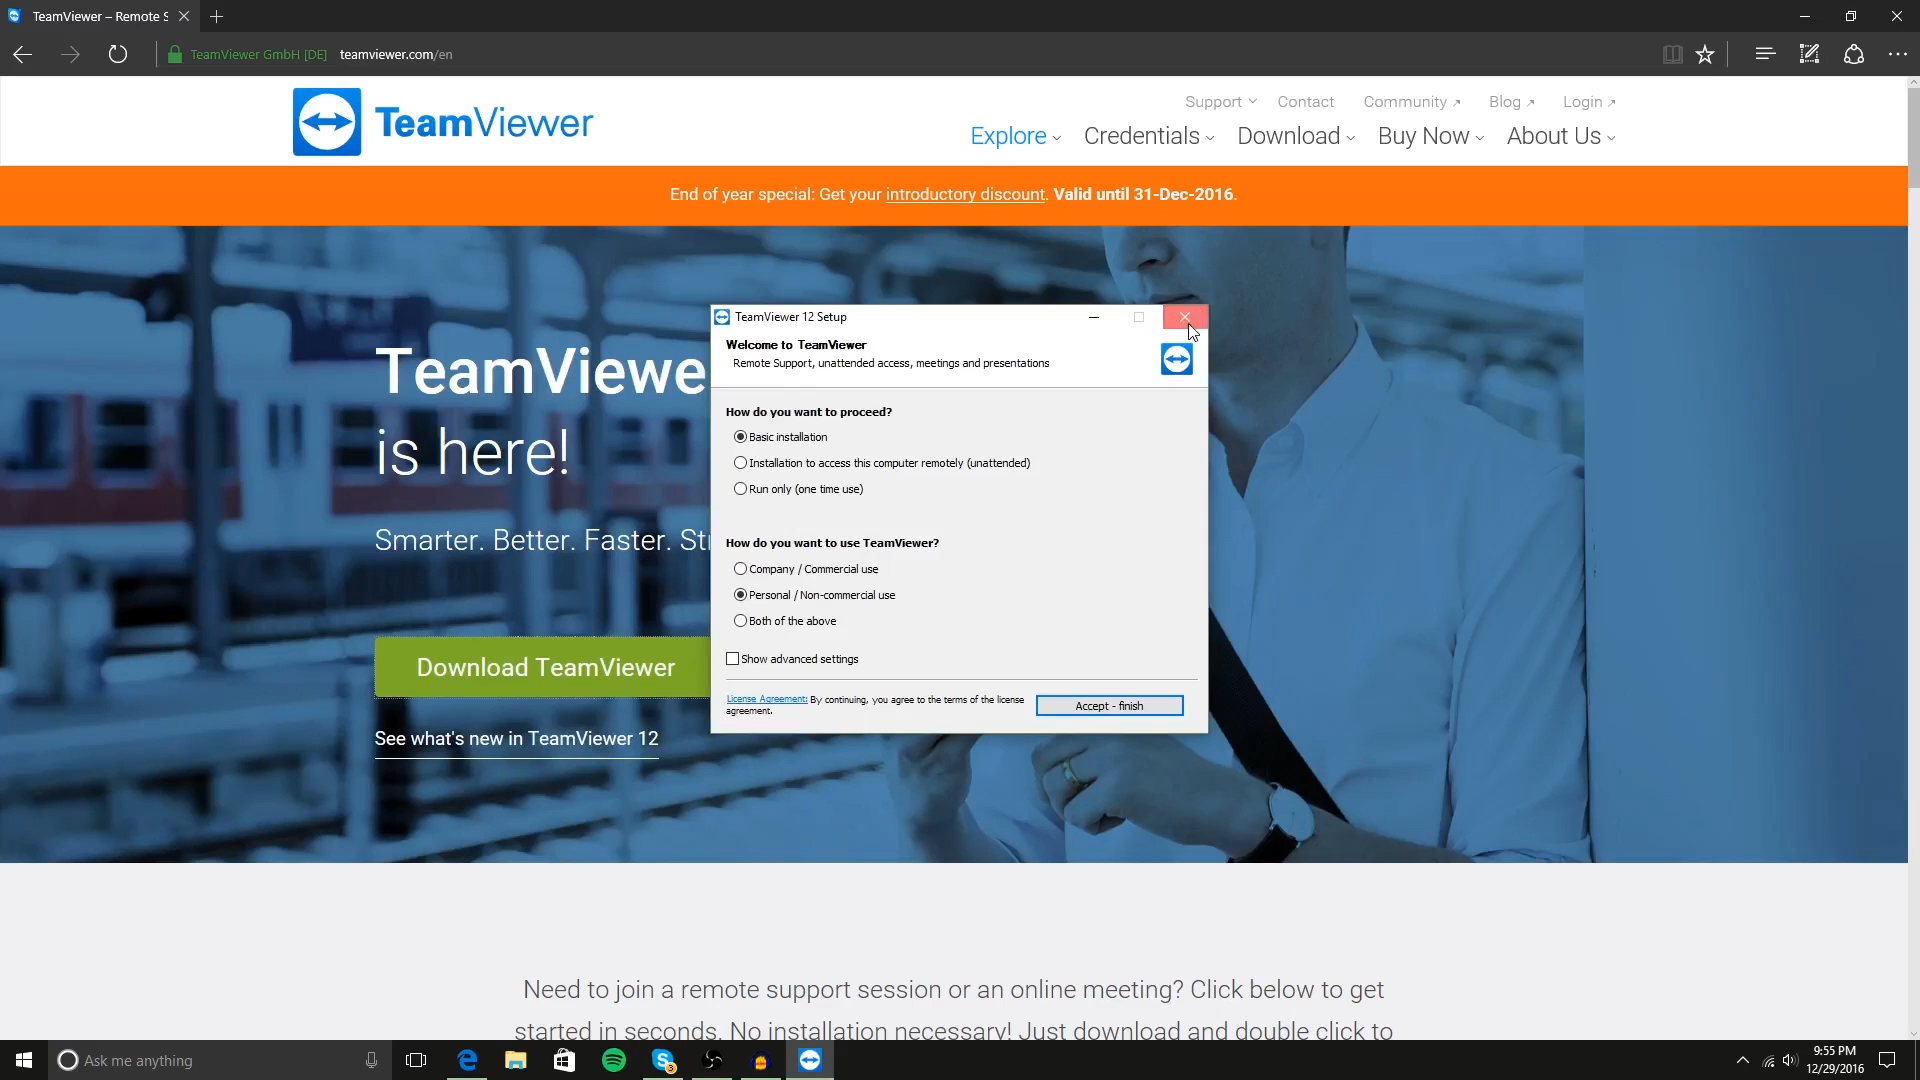 TeamViewer – Remote S
TeamViewer GmbH [DE] teamviewer.com/en
TeamViewer
Support Contact Community Blog Login
Explore Credentials Download Buy Now About Us
End of year special: Get your introductory discount. Valid until 31-Dec-2016.
TeamViewe
is here!
Smarter. Better. Faster. Str
Download TeamViewer
See what's new in TeamViewer 12
TeamViewer 12 Setup
Welcome to TeamViewer
Remote Support, unattended access, meetings and presentations
How do you want to proceed?
Basic installation
Installation to access this computer remotely (unattended)
Run only (one time use)
How do you want to use TeamViewer?
Company / Commercial use
Personal / Non-commercial use
Both of the above
Show advanced settings
License Agreement: By continuing, you agree to the terms of the license
agreement.
Accept - finish
Need to join a remote support session or an online meeting? Click below to get
started in seconds. No installation necessary! Just download and double click to
Ask me anything
3
9:55 PM
12/29/2016